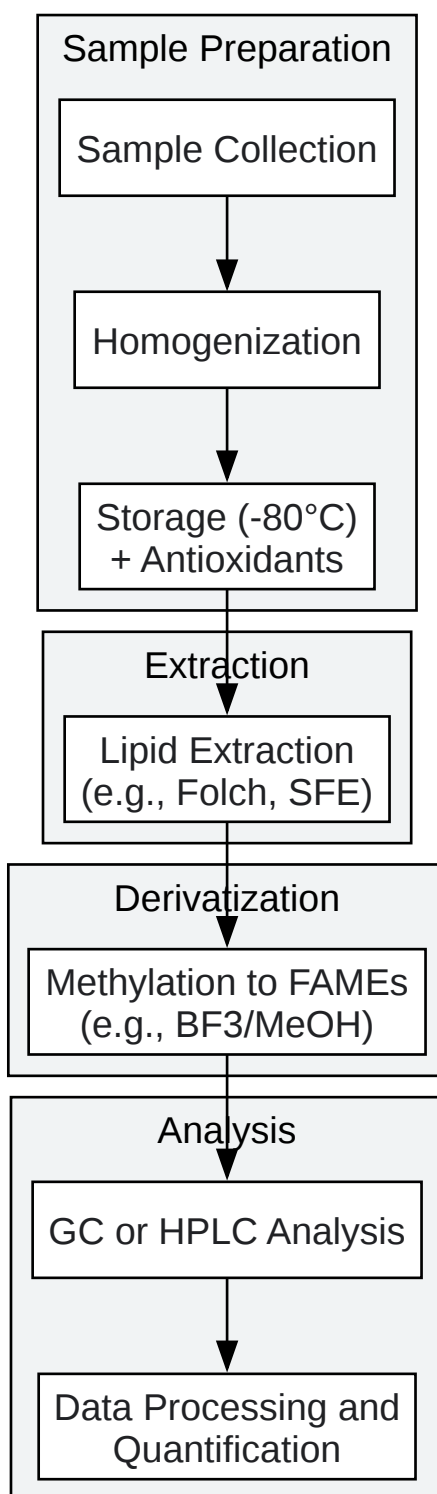 Sample Preparation
Sample Collection
Homogenization
Storage (-80°C)
+ Antioxidants
Extraction
Lipid Extraction
(e.g., Folch, SFE)
Derivatization
Methylation to FAMEs
(e.g., BF3/MeOH)
Analysis
GC or HPLC Analysis
Data Processing and
Quantification